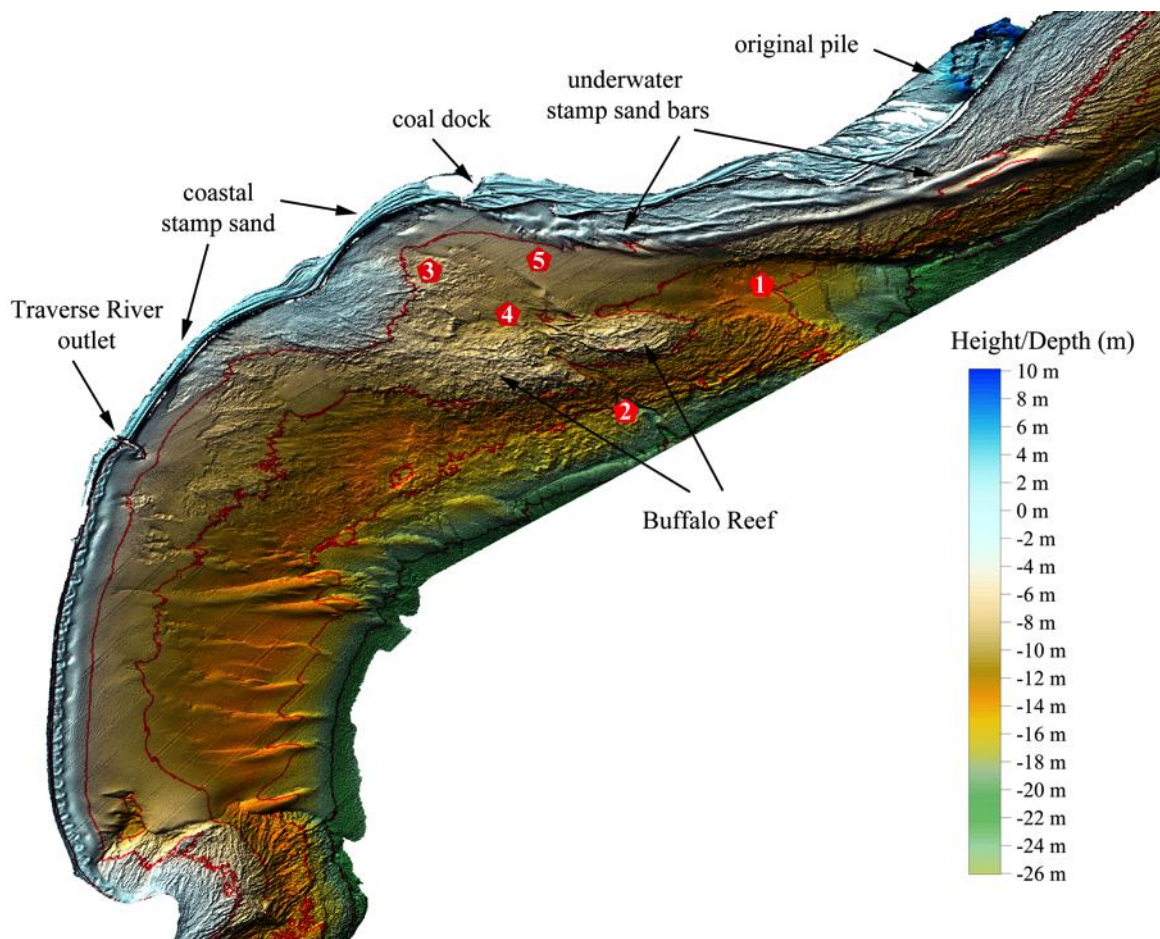 original pile
underwater
stamp sand bars
coal dock
coastal
stamp sand
Traverse River
outlet
3
5
1
4
2
Buffalo Reef
Height/Depth (m)
10 m
8 m
6 m
4 m
2 m
0 m
-2 m
-4 m
-6 m
-8 m
-10 m
-12 m
-14 m
-16 m
-18 m
-20 m
-22 m
-24 m
-26 m